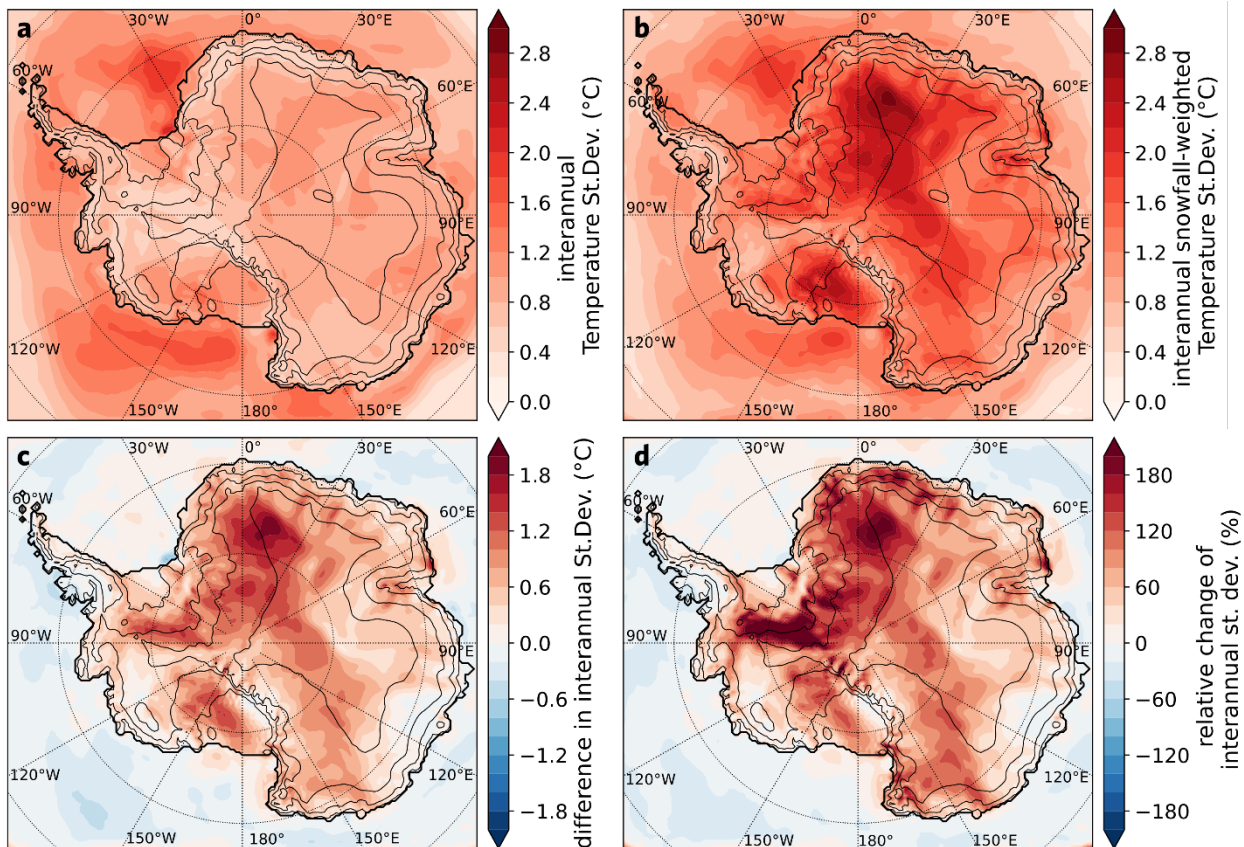 a
30°W
0°
30°E
60°W
60°E
90°W
90°E
120°W
120°E
150°W
180°
150°E
2.8
2.4
2.0
1.6
1.2
0.8
0.4
0.0
interannual
Temperature St.Dev. (°C)
b
30°W
0°
30°E
60°W
60°E
90°W
90°E
120°W
120°E
150°W
180°
150°E
2.8
2.4
2.0
1.6
1.2
0.8
0.4
0.0
interannual snowfall-weighted
Temperature St.Dev. (°C)
c
30°W
0°
30°E
60°W
60°E
90°W
90°E
120°W
120°E
150°W
180°
150°E
1.8
1.2
0.6
0.0
−0.6
−1.2
−1.8
difference in interannual St.Dev. (°C)
d
30°W
0°
30°E
60°W
60°E
90°W
90°E
120°W
120°E
150°W
180°
150°E
180
120
60
0
−60
−120
−180
relative change of
interannual st. dev. (%)